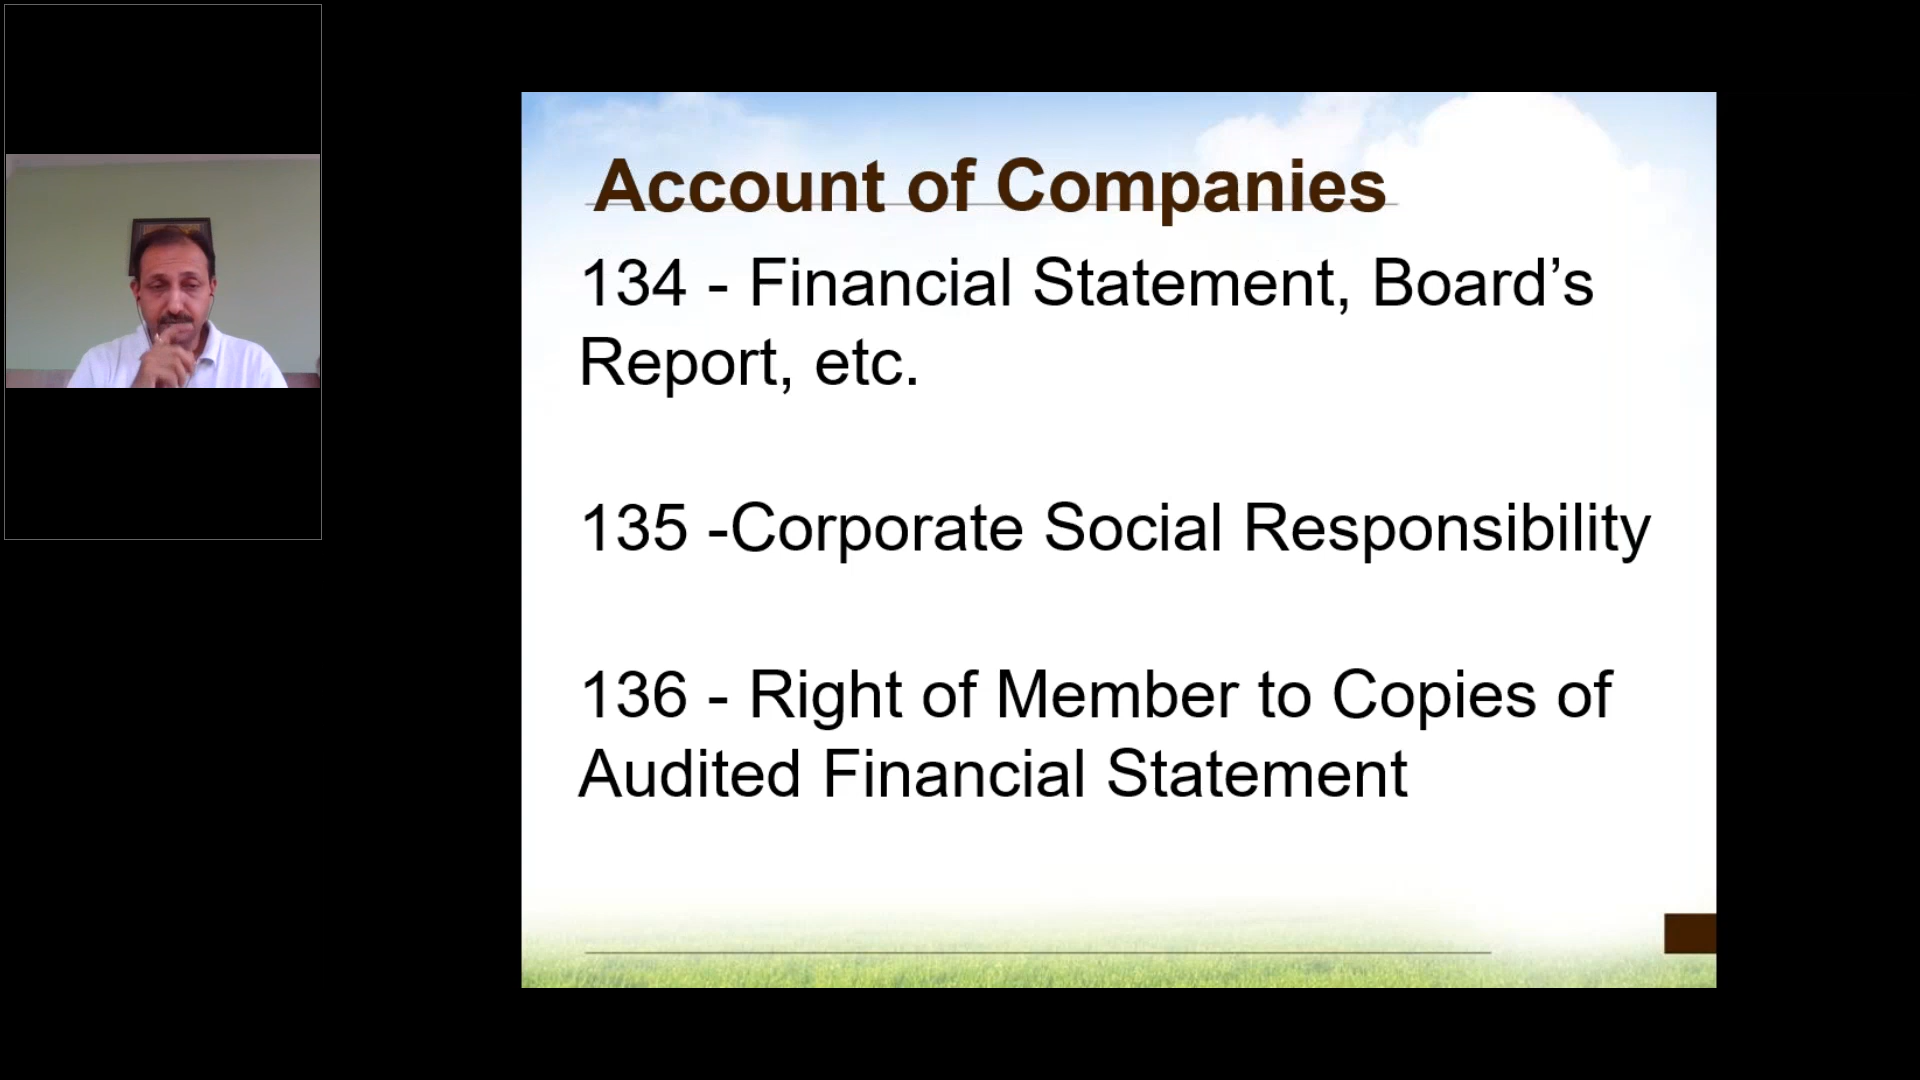 Account of Companies
134 - Financial Statement, Board’s
Report, etc.
135 -Corporate Social Responsibility
136 - Right of Member to Copies of
Audited Financial Statement